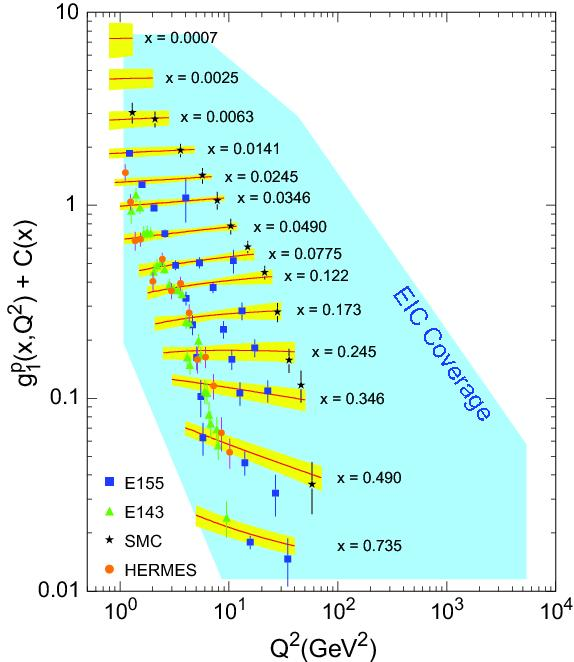 10
x = 0.0007
x = 0.0025
x = 0.0063
x = 0.0141
x = 0.0245
1
x = 0.0346
x = 0.0490
x = 0.0775
x = 0.122
x = 0.173
EIC Coverage
x = 0.245
0.1
x = 0.346
x = 0.490
x = 0.735
E155
E143
SMC
HERMES
0.01
10⁰ 10¹ 10² 10³ 10⁴
Q²(GeV²)
g₁ᵖ(x,Q²) + C(x)